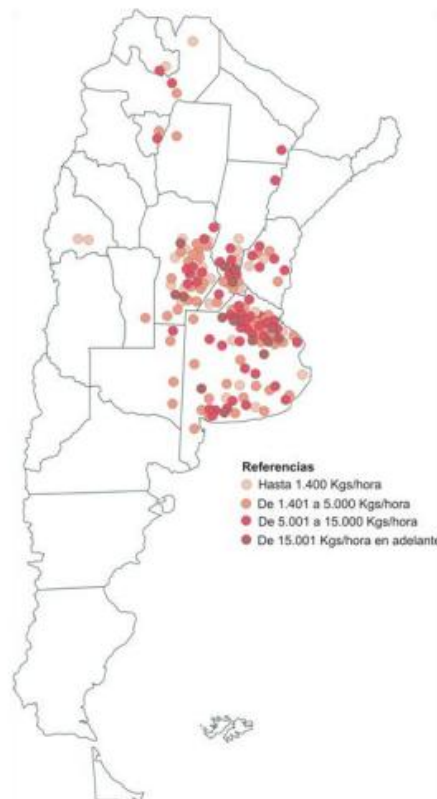 Referencias
Hasta 1.400 Kgs/hora
De 1.401 a 5.000 Kgs/hora
De 5.001 a 15.000 Kgs/hora
De 15.001 Kgs/hora en adelante